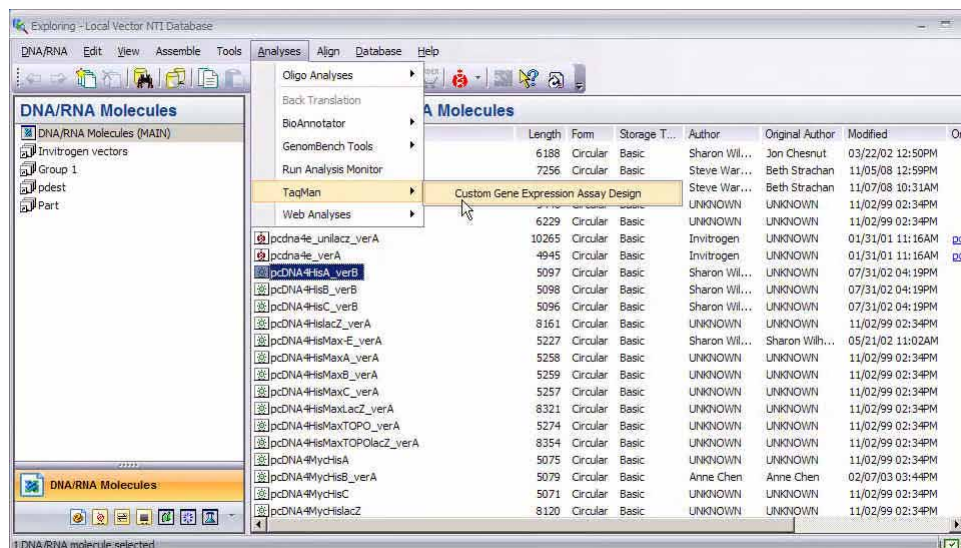 Exploring - Local Vector NTI Database
DNA/RNA Edit View Assemble Tools Analyses Align Database Help
Oligo Analyses
Back Translation
BioAnnotator
GenomBench Tools
Run Analysis Monitor
TaqMan
Web Analyses
Custom Gene Expression Assay Design
DNA/RNA Molecules
DNA/RNA Molecules (MAIN)
Invitrogen vectors
Group 1
pdest
Part
A Molecules
Length Form Storage T... Author Original Author Modified
6188 Circular Basic Sharon Wil... Jon Chesnut 03/22/02 12:50PM
7256 Circular Basic Steve War... Beth Strachan 11/05/08 12:59PM
Steve War... Beth Strachan 11/07/08 10:31AM
UNKNOWN UNKNOWN 11/02/99 02:34PM
6229 Circular Basic UNKNOWN UNKNOWN 11/02/99 02:34PM
pcdna4e_unilacz_verA 10265 Circular Basic Invitrogen UNKNOWN 01/31/01 11:16AM
pcdna4e_verA 4945 Circular Basic Invitrogen UNKNOWN 01/31/01 11:16AM
pcDNA4HisA_verB 5097 Circular Basic Sharon Wil... UNKNOWN 07/31/02 04:19PM
pcDNA4HisB_verB 5098 Circular Basic Sharon Wil... UNKNOWN 07/31/02 04:19PM
pcDNA4HisC_verB 5096 Circular Basic Sharon Wil... UNKNOWN 07/31/02 04:19PM
pcDNA4HislacZ_verA 8161 Circular Basic UNKNOWN UNKNOWN 11/02/99 02:34PM
pcDNA4HisMax-E_verA 5227 Circular Basic Sharon Wil... Sharon Wilh... 05/21/02 11:02AM
pcDNA4HisMaxA_verA 5258 Circular Basic UNKNOWN UNKNOWN 11/02/99 02:34PM
pcDNA4HisMaxB_verA 5259 Circular Basic UNKNOWN UNKNOWN 11/02/99 02:34PM
pcDNA4HisMaxC_verA 5257 Circular Basic UNKNOWN UNKNOWN 11/02/99 02:34PM
pcDNA4HisMaxLacZ_verA 8321 Circular Basic UNKNOWN UNKNOWN 11/02/99 02:34PM
pcDNA4HisMaxTOPO_verA 5274 Circular Basic UNKNOWN UNKNOWN 11/02/99 02:34PM
pcDNA4HisMaxTOPOlacZ_verA 8354 Circular Basic UNKNOWN UNKNOWN 11/02/99 02:34PM
pcDNA4MycHisA 5075 Circular Basic UNKNOWN UNKNOWN 11/02/99 02:34PM
pcDNA4MycHisB_verA 5079 Circular Basic Anne Chen Anne Chen 02/07/03 03:44PM
pcDNA4MycHisC 5071 Circular Basic UNKNOWN UNKNOWN 11/02/99 02:34PM
pcDNA4MycHislacZ 8120 Circular Basic UNKNOWN UNKNOWN 11/02/99 02:34PM
DNA/RNA Molecules
1 DNA/RNA molecule selected